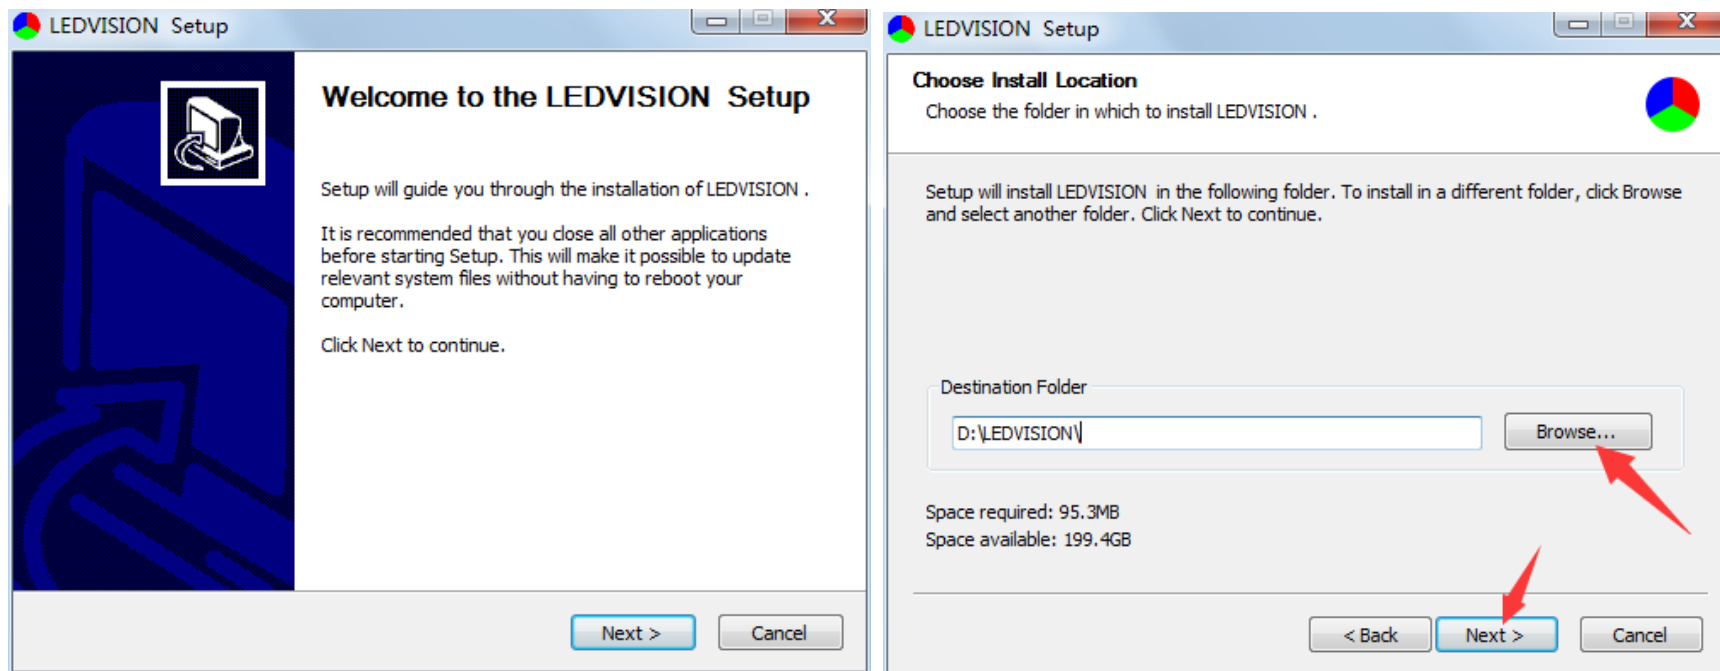 LEDVISION Setup
Welcome to the LEDVISION Setup
Setup will guide you through the installation of LEDVISION .
It is recommended that you close all other applications
before starting Setup. This will make it possible to update
relevant system files without having to reboot your
computer.
Click Next to continue.
Next >
Cancel
LEDVISION Setup
Choose Install Location
Choose the folder in which to install LEDVISION .
Setup will install LEDVISION in the following folder. To install in a different folder, click Browse
and select another folder. Click Next to continue.
Destination Folder
D:\LEDVISION\
Browse...
Space required: 95.3MB
Space available: 199.4GB
< Back
Next >
Cancel